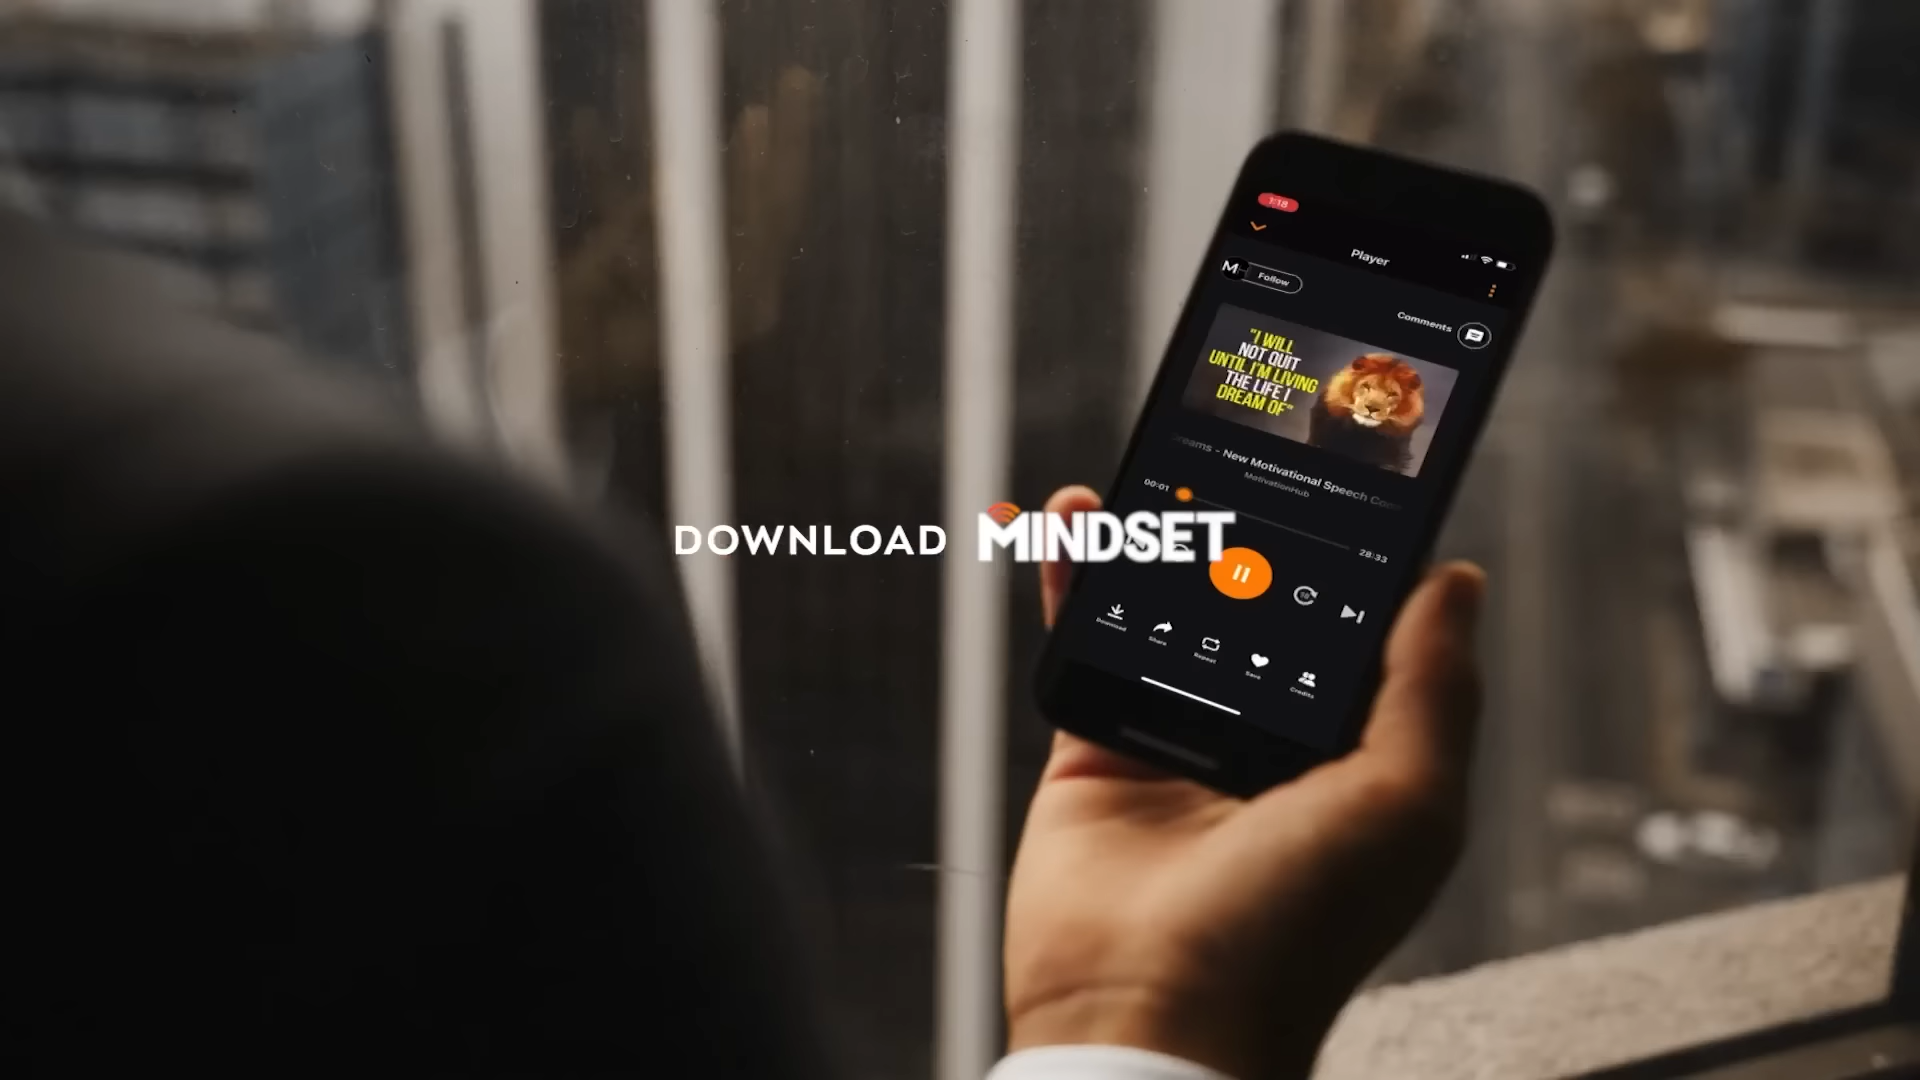 1:18
Player
M
Follow
Comments
"I WILL
NOT QUIT
UNTIL I'M LIVING
THE LIFE I
DREAM OF"
Dreams - New Motivational Speech
MotivationHub
00:01
28:33
DOWNLOAD MINDSET
Download
Share
Repeat
Save
Credits